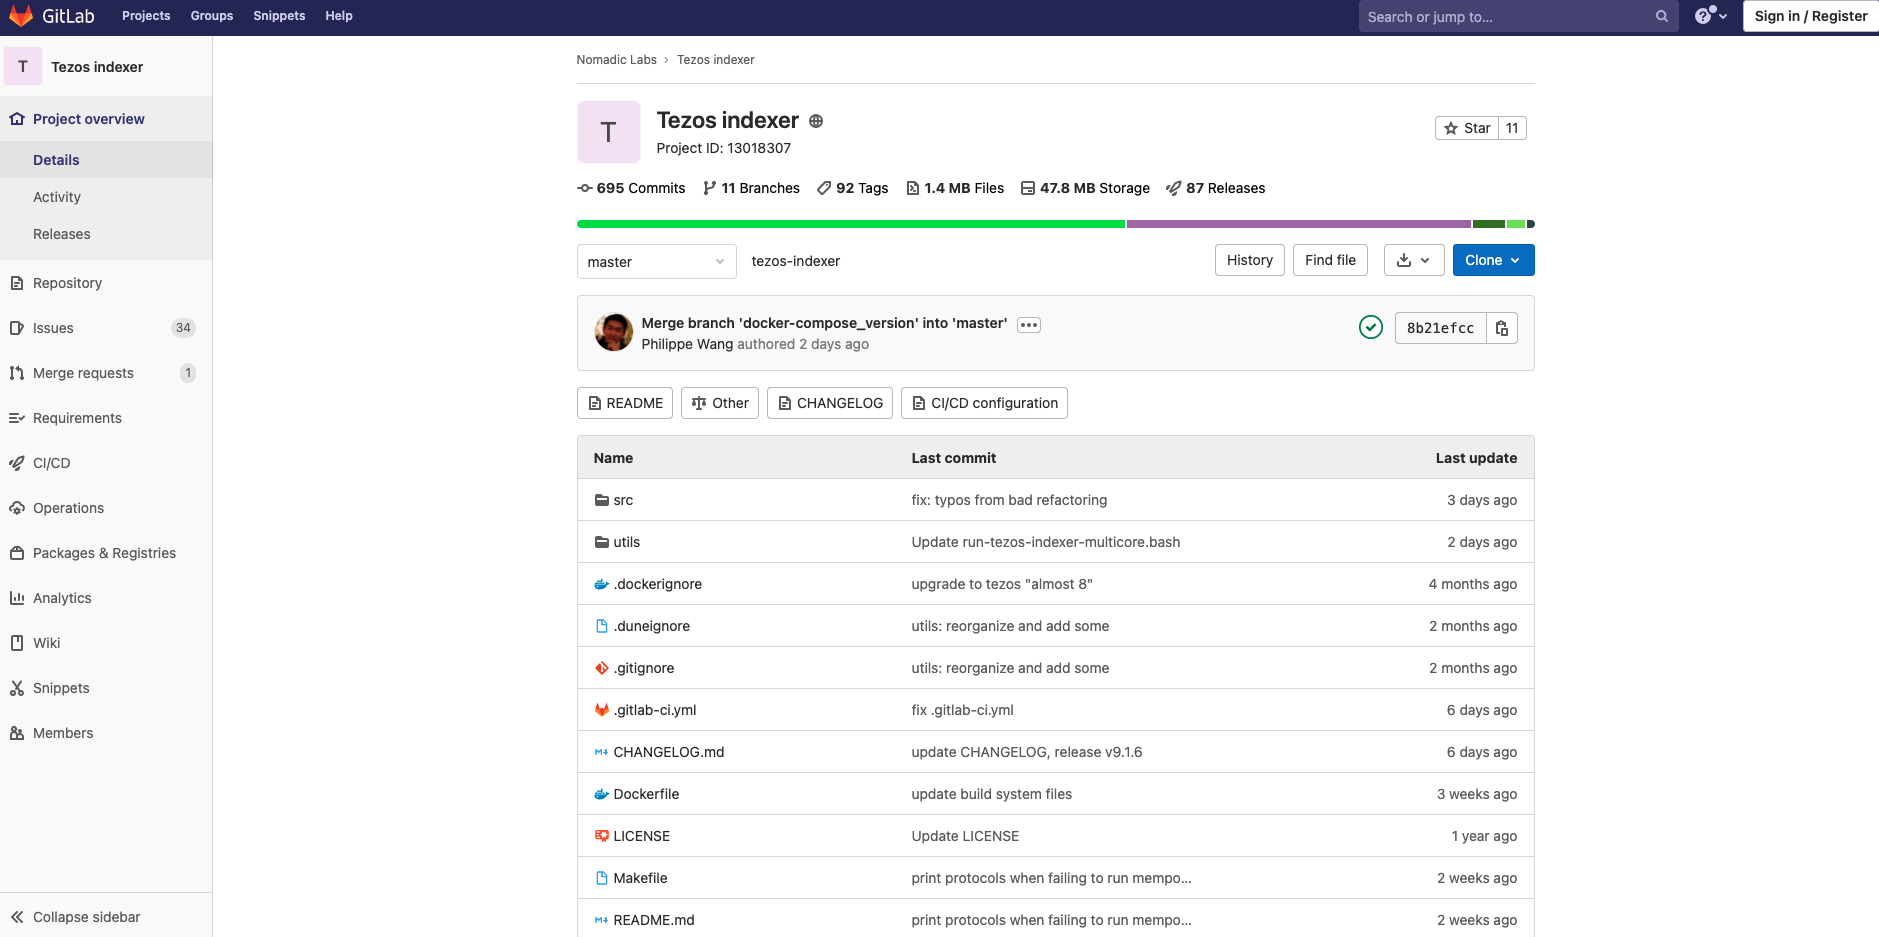 GitLab Projects Groups Snippets Help Search or jump to... Sign in / Register
T Tezos indexer
Project overview
Details
Activity
Releases
Repository
Issues 34
Merge requests 1
Requirements
CI/CD
Operations
Packages & Registries
Analytics
Wiki
Snippets
Members
Collapse sidebar
Nomadic Labs › Tezos indexer
T
Tezos indexer
Project ID: 13018307
Star 11
695 Commits 11 Branches 92 Tags 1.4 MB Files 47.8 MB Storage 87 Releases
master tezos-indexer History Find file Clone
Merge branch 'docker-compose_version' into 'master'
Philippe Wang authored 2 days ago
8b21efcc
README Other CHANGELOG CI/CD configuration
Name Last commit Last update
src fix: typos from bad refactoring 3 days ago
utils Update run-tezos-indexer-multicore.bash 2 days ago
.dockerignore upgrade to tezos "almost 8" 4 months ago
.duneignore utils: reorganize and add some 2 months ago
.gitignore utils: reorganize and add some 2 months ago
.gitlab-ci.yml fix .gitlab-ci.yml 6 days ago
CHANGELOG.md update CHANGELOG, release v9.1.6 6 days ago
Dockerfile update build system files 3 weeks ago
LICENSE Update LICENSE 1 year ago
Makefile print protocols when failing to run mempo... 2 weeks ago
README.md print protocols when failing to run mempo... 2 weeks ago